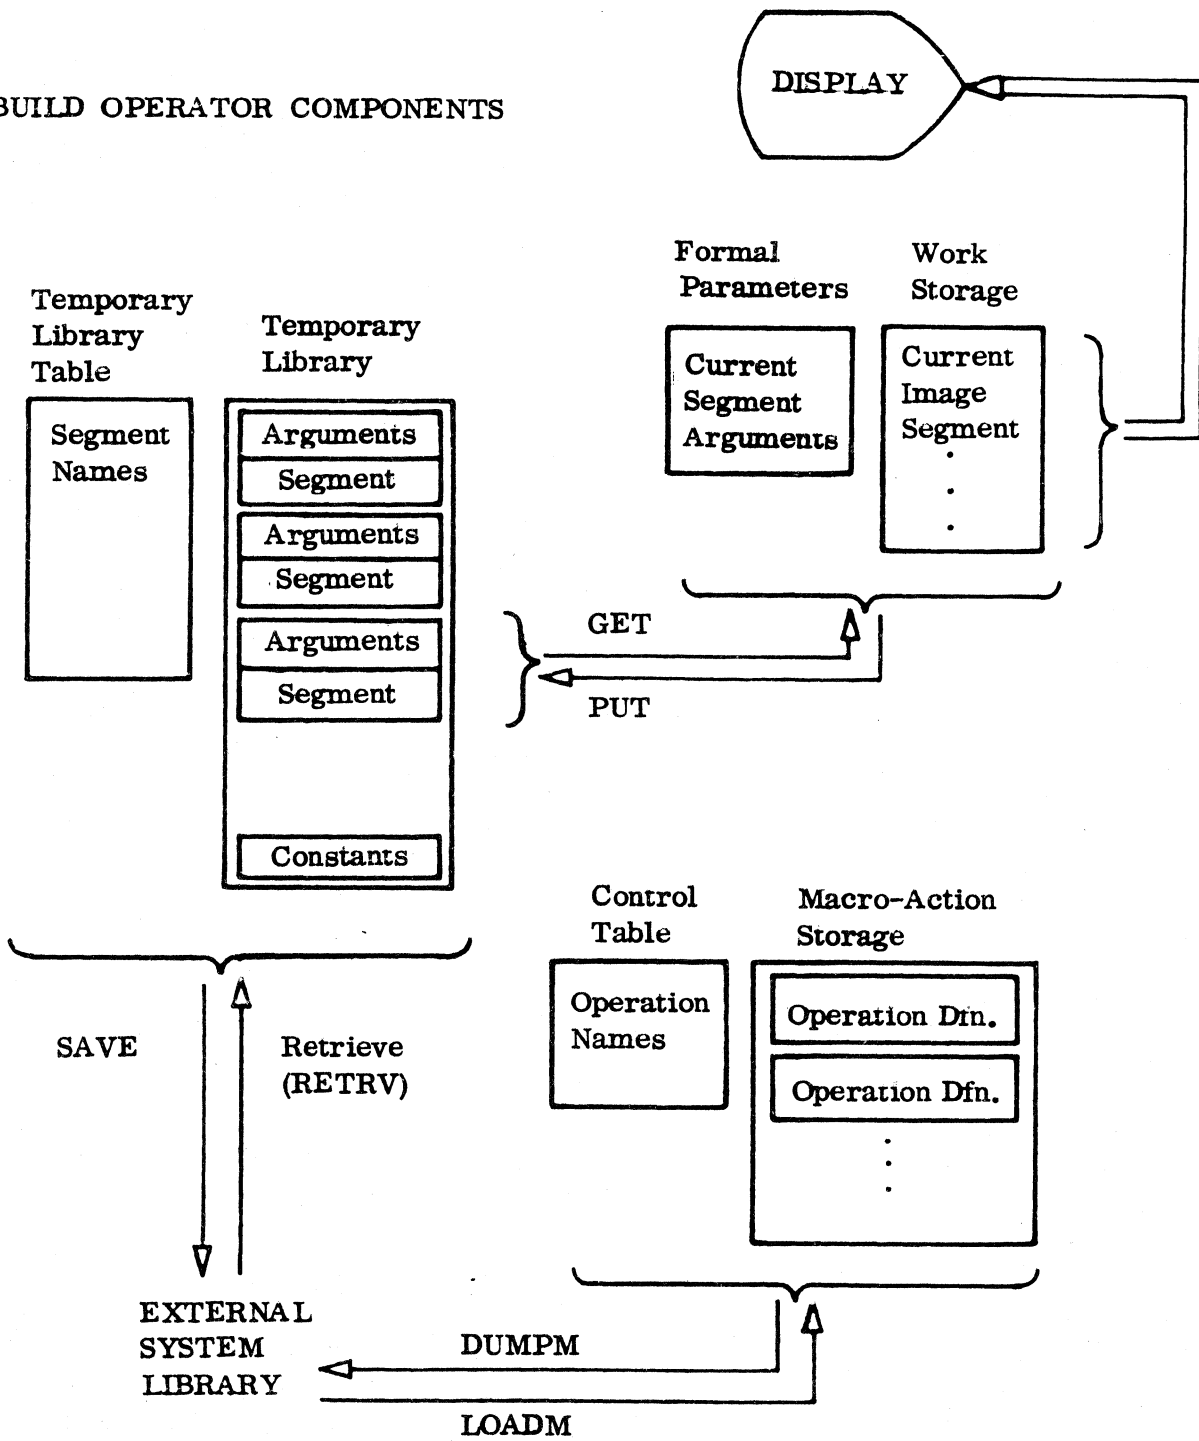 BUILD OPERATOR COMPONENTS
DISPLAY
Formal
Parameters
Work
Storage
Temporary
Library
Table
Temporary
Library
Current
Segment
Arguments
Current
Image
Segment
Segment
Names
Arguments
Segment
Arguments
Segment
Arguments
Segment
Constants
GET
PUT
Control
Table
Macro-Action
Storage
Operation
Names
Operation Dfn.
Operation Dfn.
SAVE
Retrieve
(RETRV)
EXTERNAL
SYSTEM
LIBRARY
DUMPM
LOADM